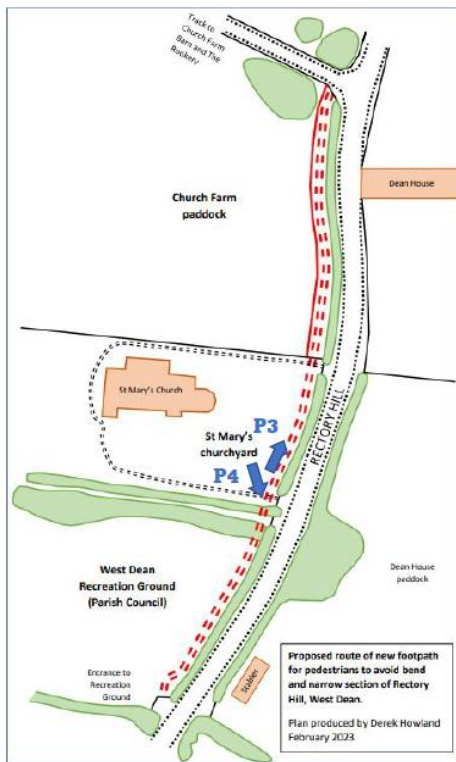 Track to
Church Farm
Barn and The
Rookery
Dean House
Church Farm
paddock
St Mary's Church
RECTORY HILL
P3
St Mary's
churchyard
P4
West Dean
Recreation Ground
(Parish Council)
Dean House
paddock
Entrance to
Recreation
Ground
Stables
Proposed route of new footpath
for pedestrians to avoid bend
and narrow section of Rectory
Hill, West Dean.
Plan produced by Derek Howland
February 2023